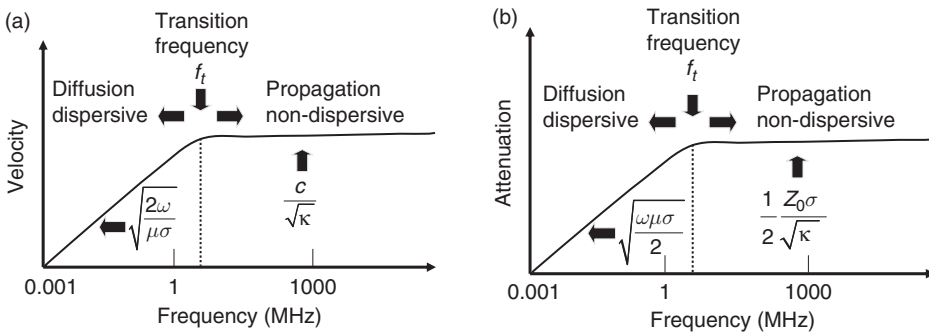 (a)
Transition
frequency
f_t
Diffusion
dispersive
Propagation
non-dispersive
Velocity
√(2ω/μσ)
c/√κ
0.001
1
1000
Frequency (MHz)
(b)
Transition
frequency
f_t
Diffusion
dispersive
Propagation
non-dispersive
Attenuation
√(ωμσ/2)
1/2 Z₀σ/√κ
0.001
1
1000
Frequency (MHz)